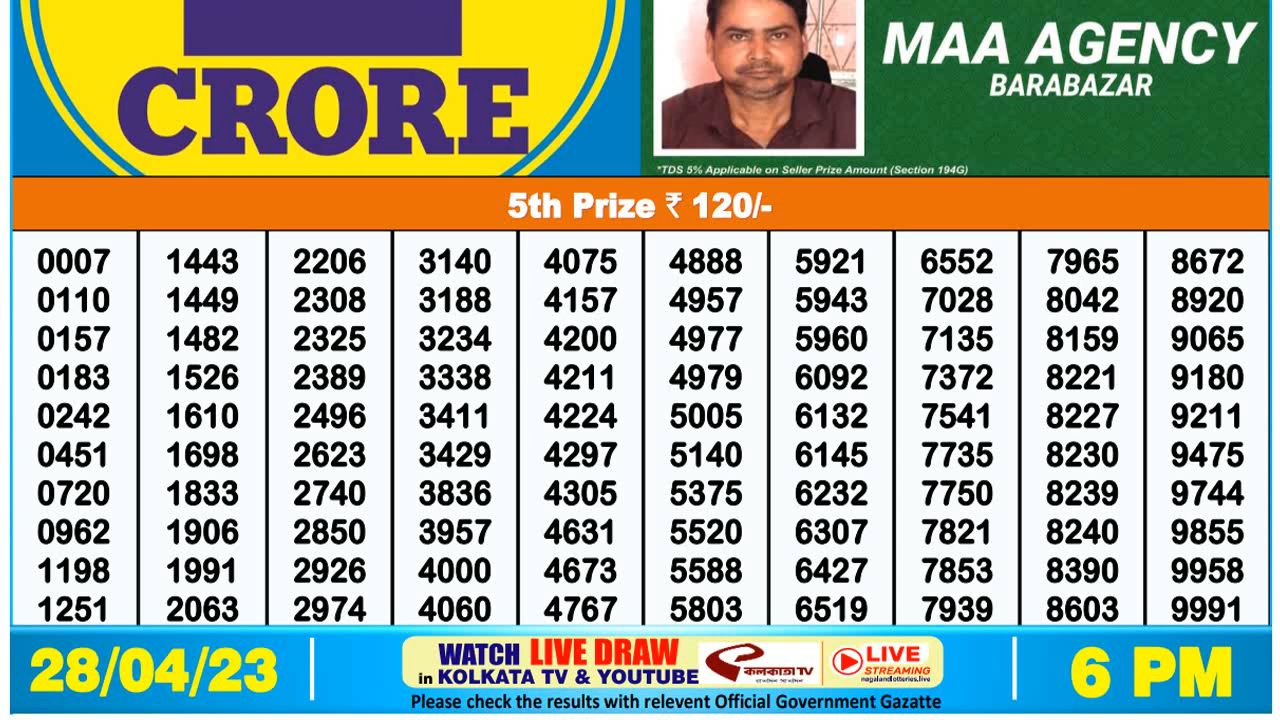 CRORE
MAA AGENCY
BARABAZAR
*TDS 5% Applicable on Seller Prize Amount (Section 194G)
5th Prize ₹ 120/-
0007 1443 2206 3140 4075 4888 5921 6552 7965 8672
0110 1449 2308 3188 4157 4957 5943 7028 8042 8920
0157 1482 2325 3234 4200 4977 5960 7135 8159 9065
0183 1526 2389 3338 4211 4979 6092 7372 8221 9180
0242 1610 2496 3411 4224 5005 6132 7541 8227 9211
0451 1698 2623 3429 4297 5140 6145 7735 8230 9475
0720 1833 2740 3836 4305 5375 6232 7750 8239 9744
0962 1906 2850 3957 4631 5520 6307 7821 8240 9855
1198 1991 2926 4000 4673 5588 6427 7853 8390 9958
1251 2063 2974 4060 4767 5803 6519 7939 8603 9991
28/04/23
WATCH LIVE DRAW
in KOLKATA TV & YOUTUBE
কলকাতা TV
LIVE
STREAMING
nagalandlotteries.live
6 PM
Please check the results with relevent Official Government Gazatte